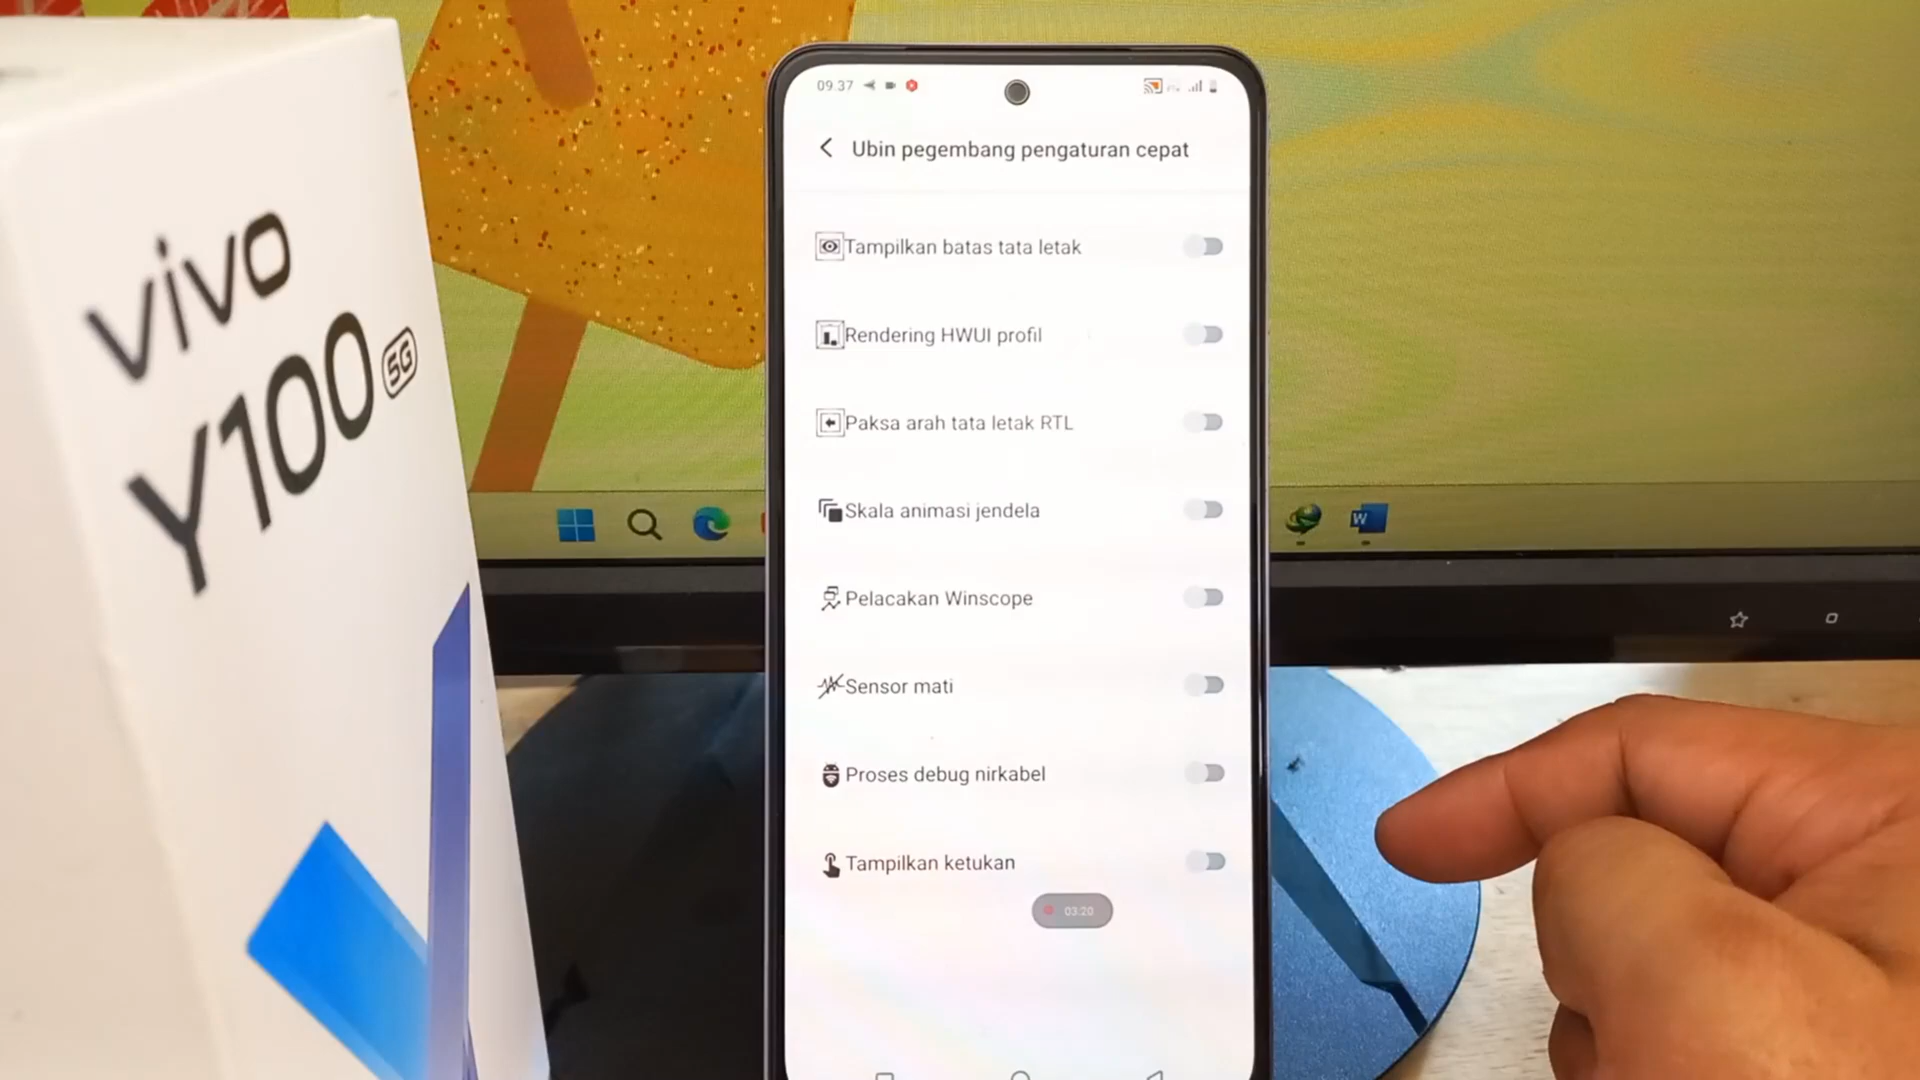 vivo
Y100 5G
09.37
Ubin pegembang pengaturan cepat
Tampilkan batas tata letak
Rendering HWUI profil
Paksa arah tata letak RTL
Skala animasi jendela
Pelacakan Winscope
Sensor mati
Proses debug nirkabel
Tampilkan ketukan
03:20
W